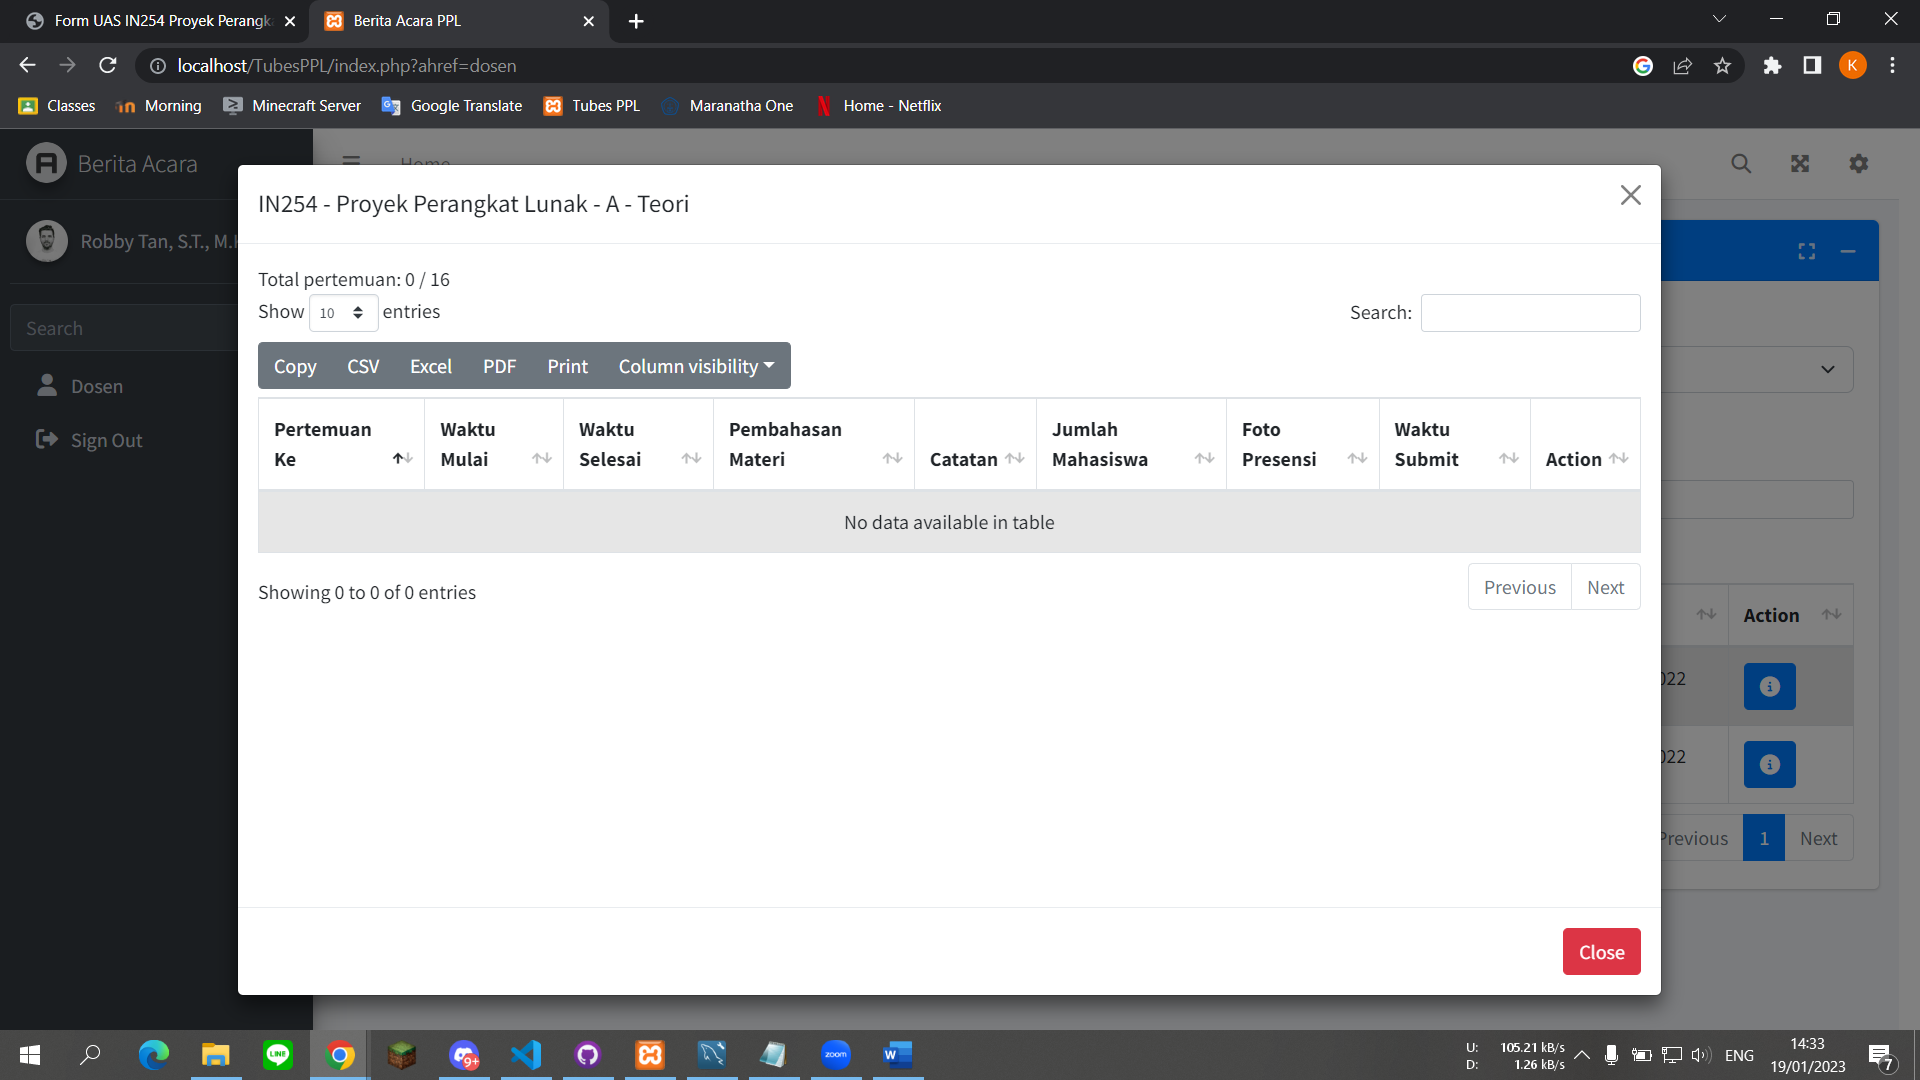 Form UAS IN254 Proyek Perangk
Berita Acara PPL
localhost/TubesPPL/index.php?ahref=dosen
K
Classes
Morning
Minecraft Server
Google Translate
Tubes PPL
Maranatha One
Home - Netflix
Berita Acara
Home
Robby Tan, S.T., M.K
Search
Dosen
Sign Out
IN254 - Proyek Perangkat Lunak - A - Teori
Total pertemuan: 0 / 16
Show 10 entries
Search:
Copy CSV Excel PDF Print Column visibility
Pertemuan Ke
Waktu Mulai
Waktu Selesai
Pembahasan Materi
Catatan
Jumlah Mahasiswa
Foto Presensi
Waktu Submit
Action
No data available in table
Showing 0 to 0 of 0 entries
Previous Next
Close
Action
022
022
Previous 1 Next
LINE
9+
zoom
W
U: 105.21 kB/s
D: 1.26 kB/s
ENG
14:33
19/01/2023
7